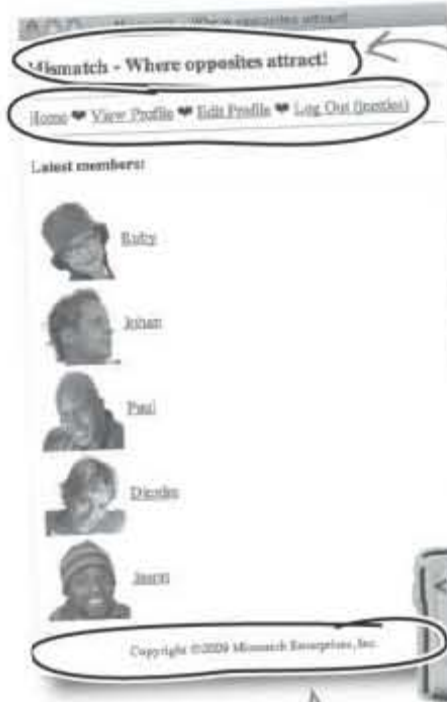 Mismatch - Where opposites attract!
Home ❤ View Profile ❤ Edit Profile ❤ Log Out (jnettles)
Latest members:
Ruby
Johan
Paul
Dierdre
Jason
Copyright ©2009 Mismatch Enterprises, Inc.